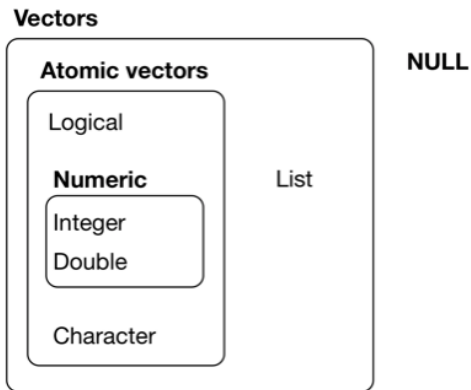 Vectors
NULL
Atomic vectors
Logical
Numeric
List
Integer
Double
Character